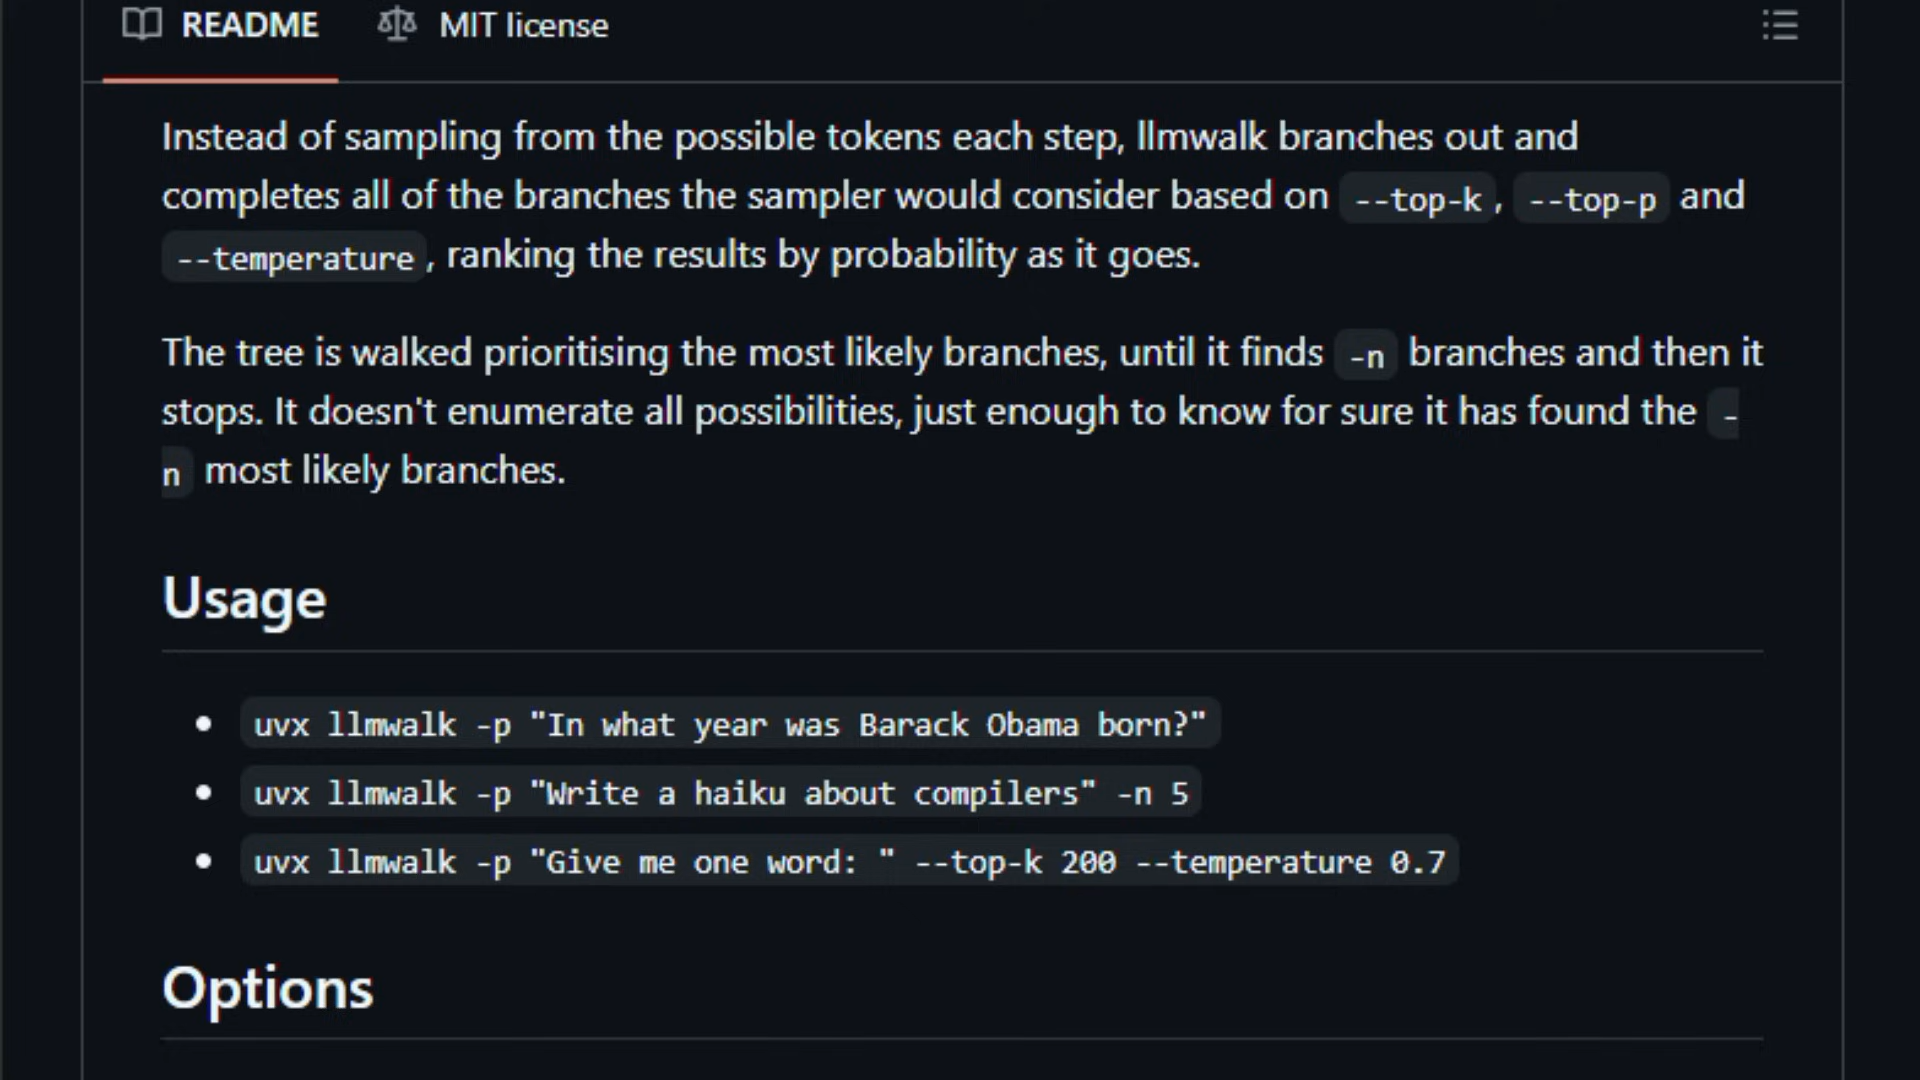 README MIT license
Instead of sampling from the possible tokens each step, llmwalk branches out and
completes all of the branches the sampler would consider based on --top-k, --top-p and
--temperature, ranking the results by probability as it goes.
The tree is walked prioritising the most likely branches, until it finds -n branches and then it
stops. It doesn't enumerate all possibilities, just enough to know for sure it has found the -
n most likely branches.
Usage
• uvx llmwalk -p "In what year was Barack Obama born?"
• uvx llmwalk -p "Write a haiku about compilers" -n 5
• uvx llmwalk -p "Give me one word: " --top-k 200 --temperature 0.7
Options